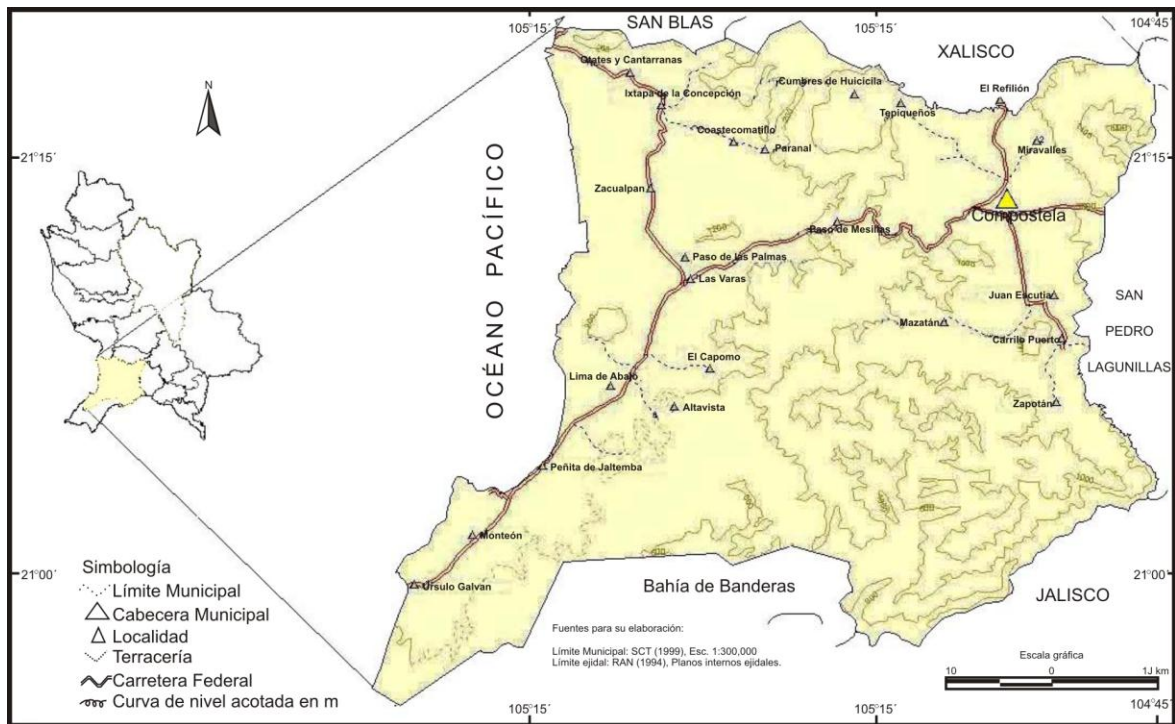 105°15'
SAN BLAS
105°15'
104°45'
XALISCO
N
Otates y Cantarranas
Cumbres de Huicicila
El Refilión
Ixtapa de la Concepción
Tepiqueños
Coastecomatillo
Paranal
Miravalles
21°15'
21°15'
OCÉANO PACÍFICO
Zacualpan
Compostela
Paso de Mesillas
Paso de las Palmas
Las Varas
Juan Escutia
SAN
PEDRO
LAGUNILLAS
Mazatán
Carrilo Puerto
El Capomo
Lima de Abajo
Altavista
Zapotán
Peñita de Jaltemba
Monteón
Ursulo Galvan
21°00'
21°00'
Bahía de Banderas
JALISCO
Simbología
Límite Municipal
Cabecera Municipal
Localidad
Terracería
Carretera Federal
Curva de nivel acotada en m
Fuentes para su elaboración:
Límite Municipal: SCT (1999), Esc. 1:300,000
Límite ejidal: RAN (1994), Planos internos ejidales.
Escala gráfica
10 0 1J km
105°15'
105°15'
104°45'